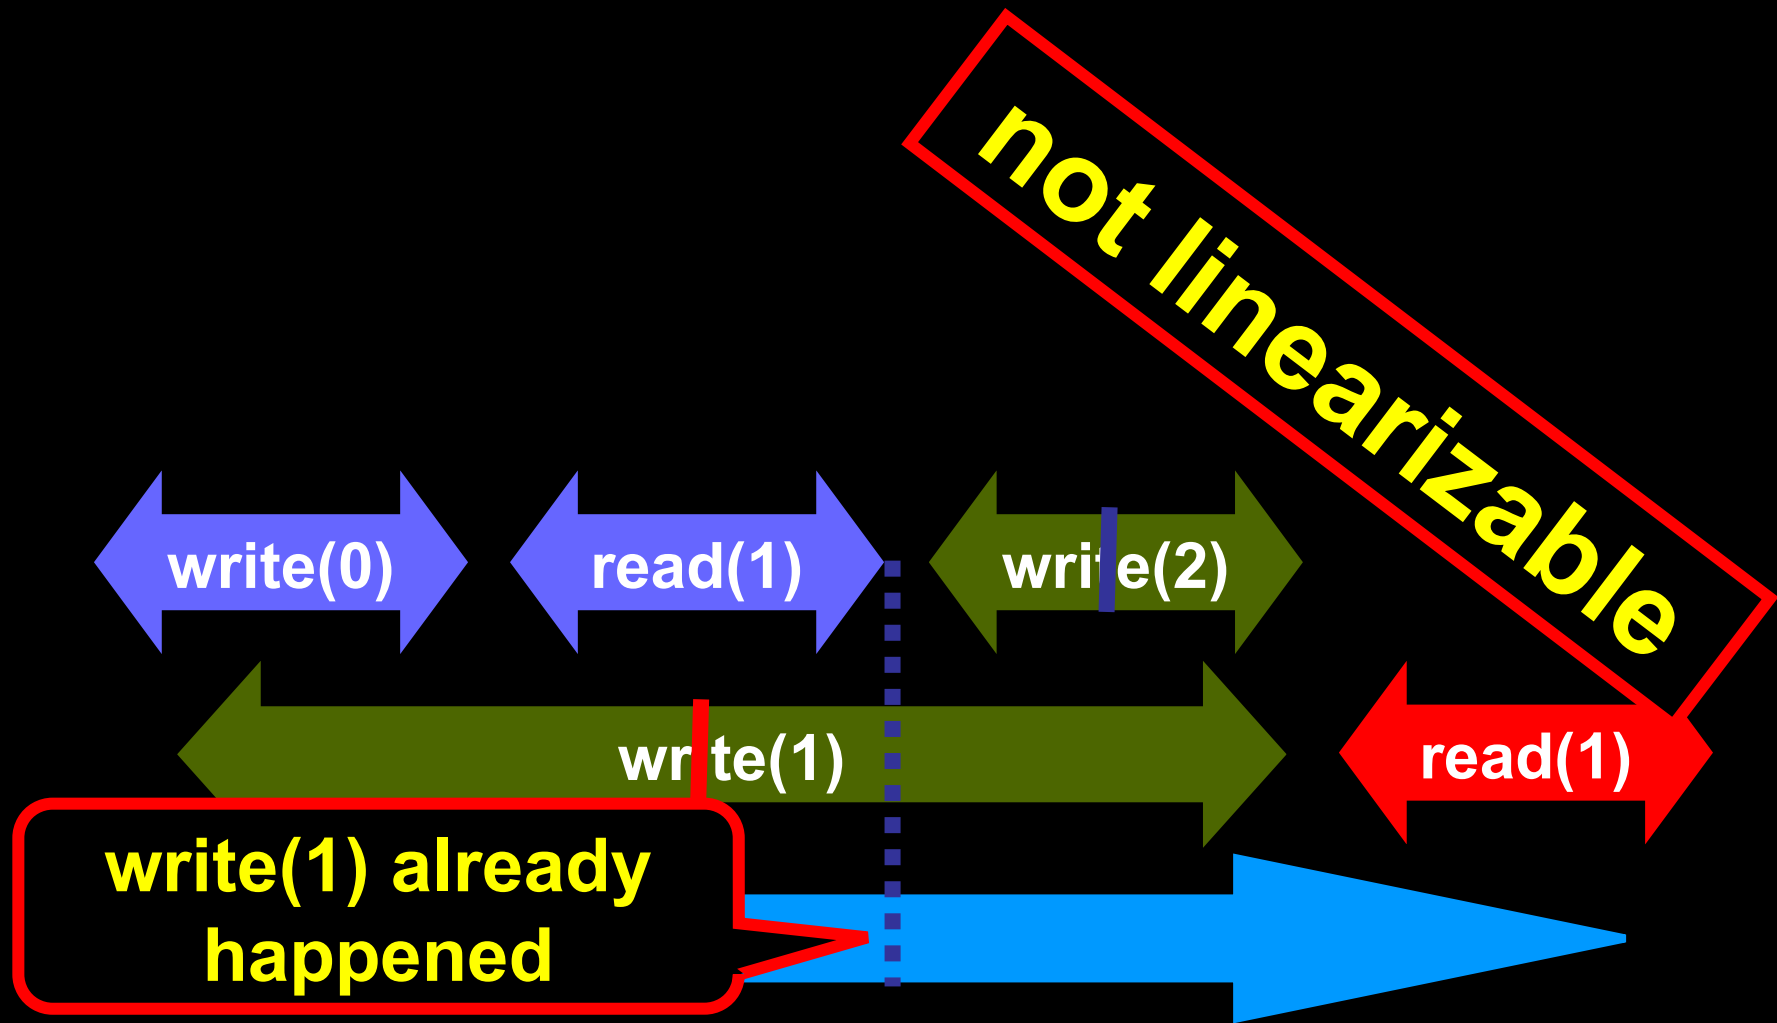 not linearizable
write(0)
read(1)
write(2)
write(1)
read(1)
write(1) already
happened